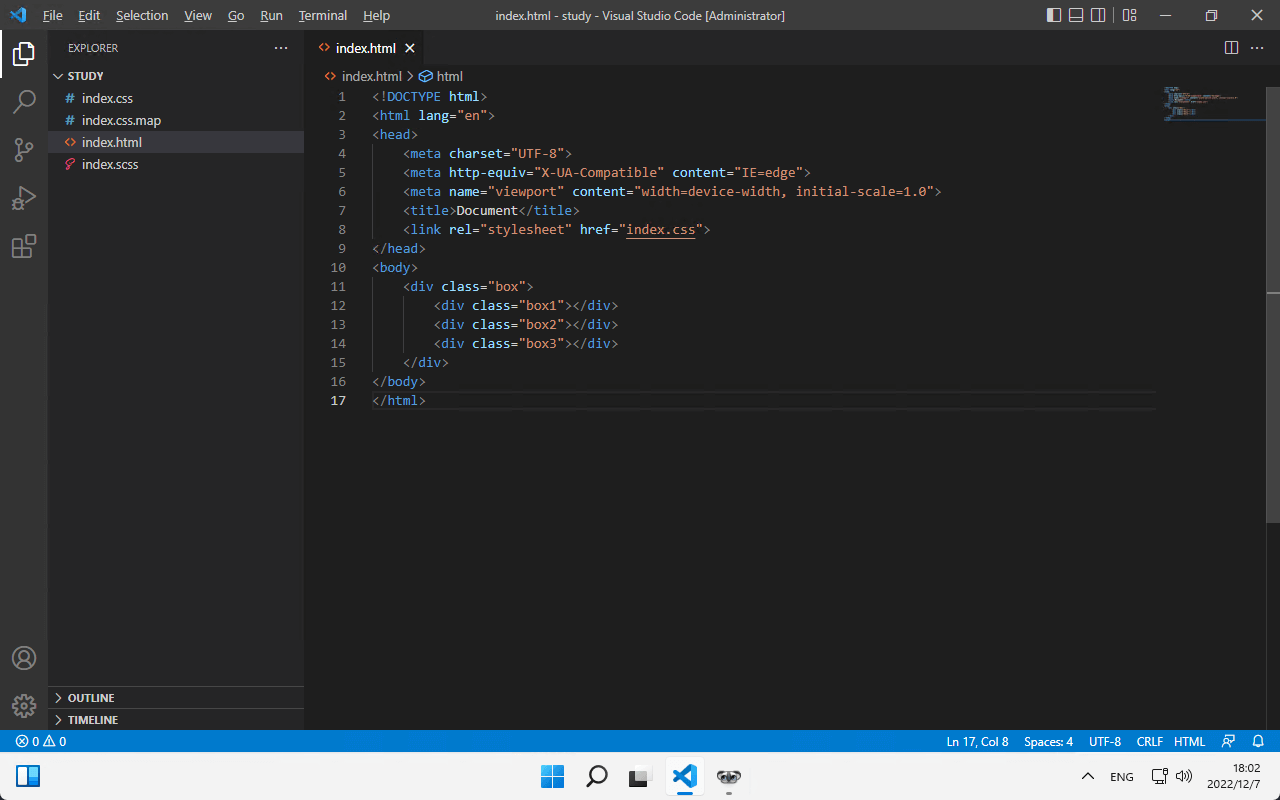 File Edit Selection View Go Run Terminal Help index.html - study - Visual Studio Code [Administrator]
EXPLORER
STUDY
# index.css
# index.css.map
<> index.html
index.scss
OUTLINE
TIMELINE
<> index.html
<> index.html > html
1 <!DOCTYPE html>
2 <html lang="en">
3 <head>
4     <meta charset="UTF-8">
5     <meta http-equiv="X-UA-Compatible" content="IE=edge">
6     <meta name="viewport" content="width=device-width, initial-scale=1.0">
7     <title>Document</title>
8     <link rel="stylesheet" href="index.css">
9 </head>
10 <body>
11     <div class="box">
12         <div class="box1"></div>
13         <div class="box2"></div>
14         <div class="box3"></div>
15     </div>
16 </body>
17 </html>
0 0 Ln 17, Col 8 Spaces: 4 UTF-8 CRLF HTML
ENG 18:02
2022/12/7